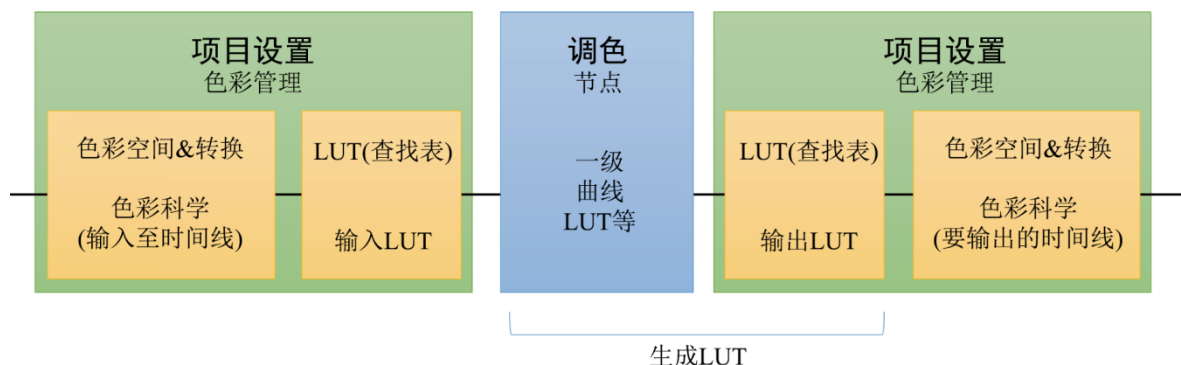 项目设置
色彩管理
色彩空间&转换
色彩科学
(输入至时间线)
LUT(查找表)
输入LUT
调色
节点
一级
曲线
LUT等
项目设置
色彩管理
LUT(查找表)
输出LUT
色彩空间&转换
色彩科学
(要输出的时间线)
生成LUT